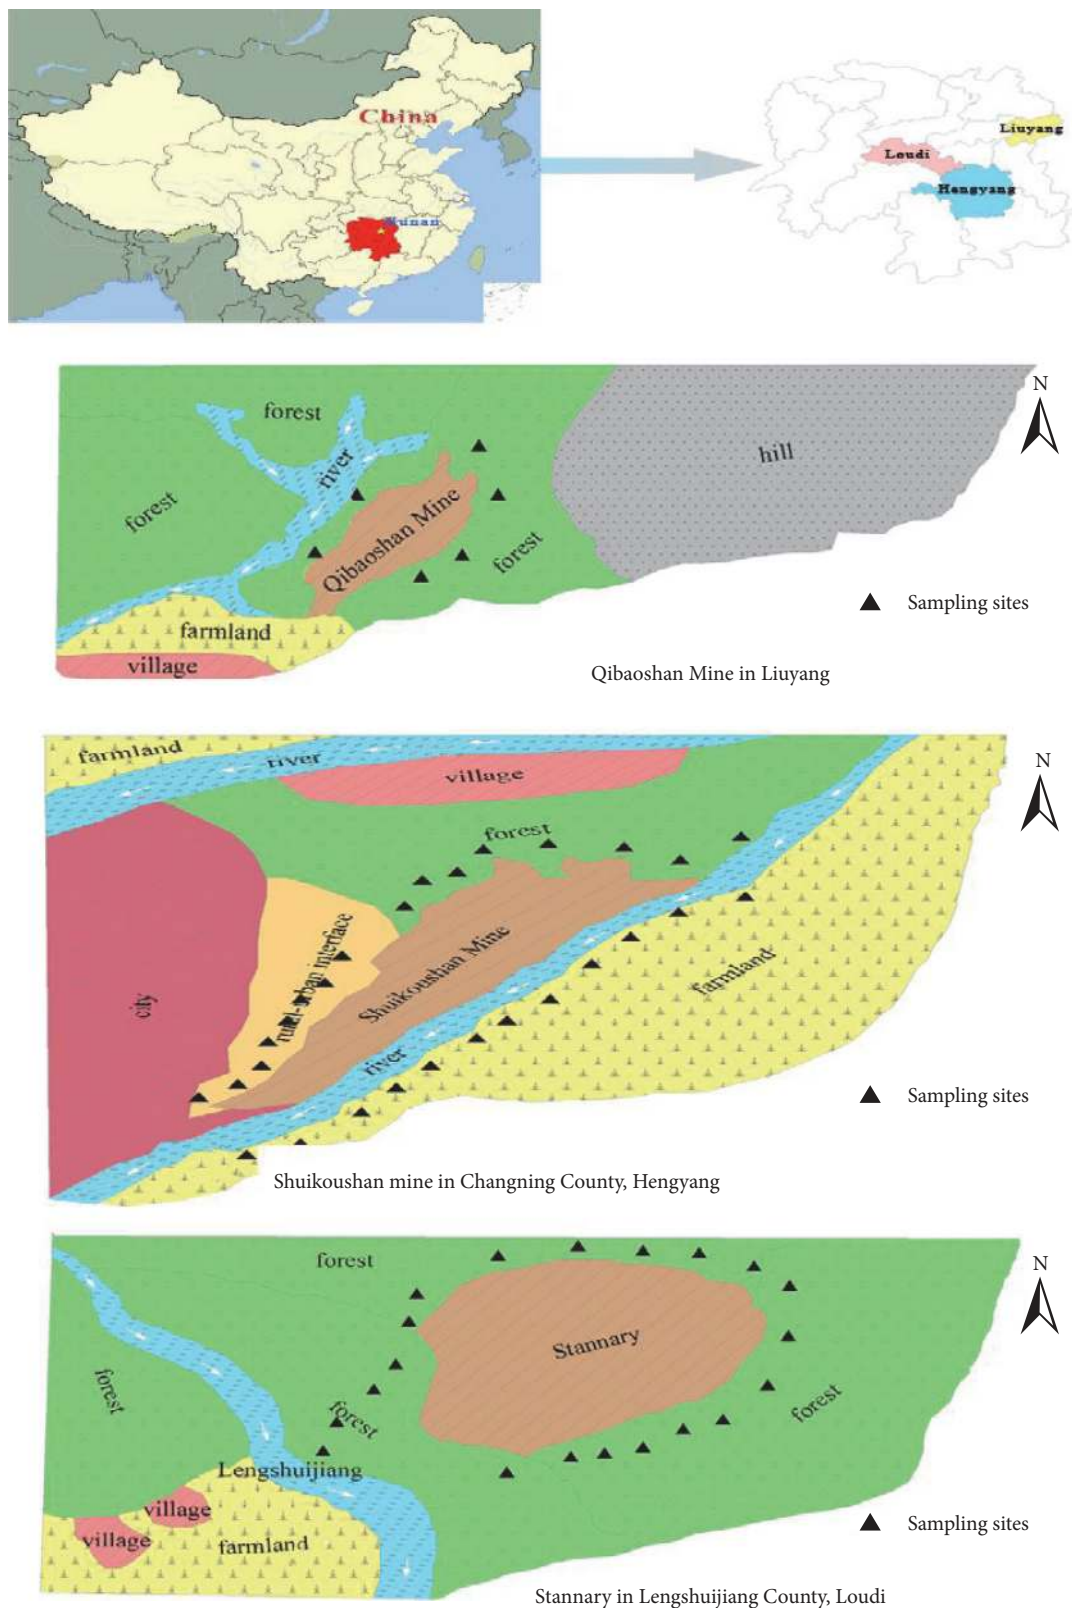 China
Hunan
Liuyang
Loudi
Hengyang
N
forest
river
hill
forest
Qibaoshan Mine
forest
Sampling sites
farmland
village
Qibaoshan Mine in Liuyang
farmland
river
village
N
forest
rural-urban interface
Shuikoushan Mine
farmland
city
river
Sampling sites
Shuikoushan mine in Changning County, Hengyang
forest
N
Stannary
forest
forest
forest
Lengshuijiang
village
village
farmland
Sampling sites
Stannary in Lengshuijiang County, Loudi